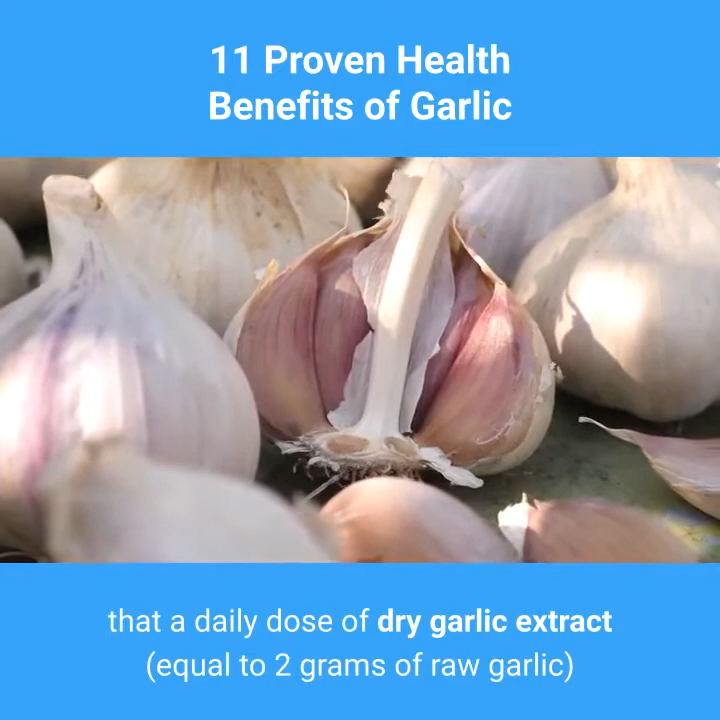 11 Proven Health
Benefits of Garlic
that a daily dose of dry garlic extract
(equal to 2 grams of raw garlic)